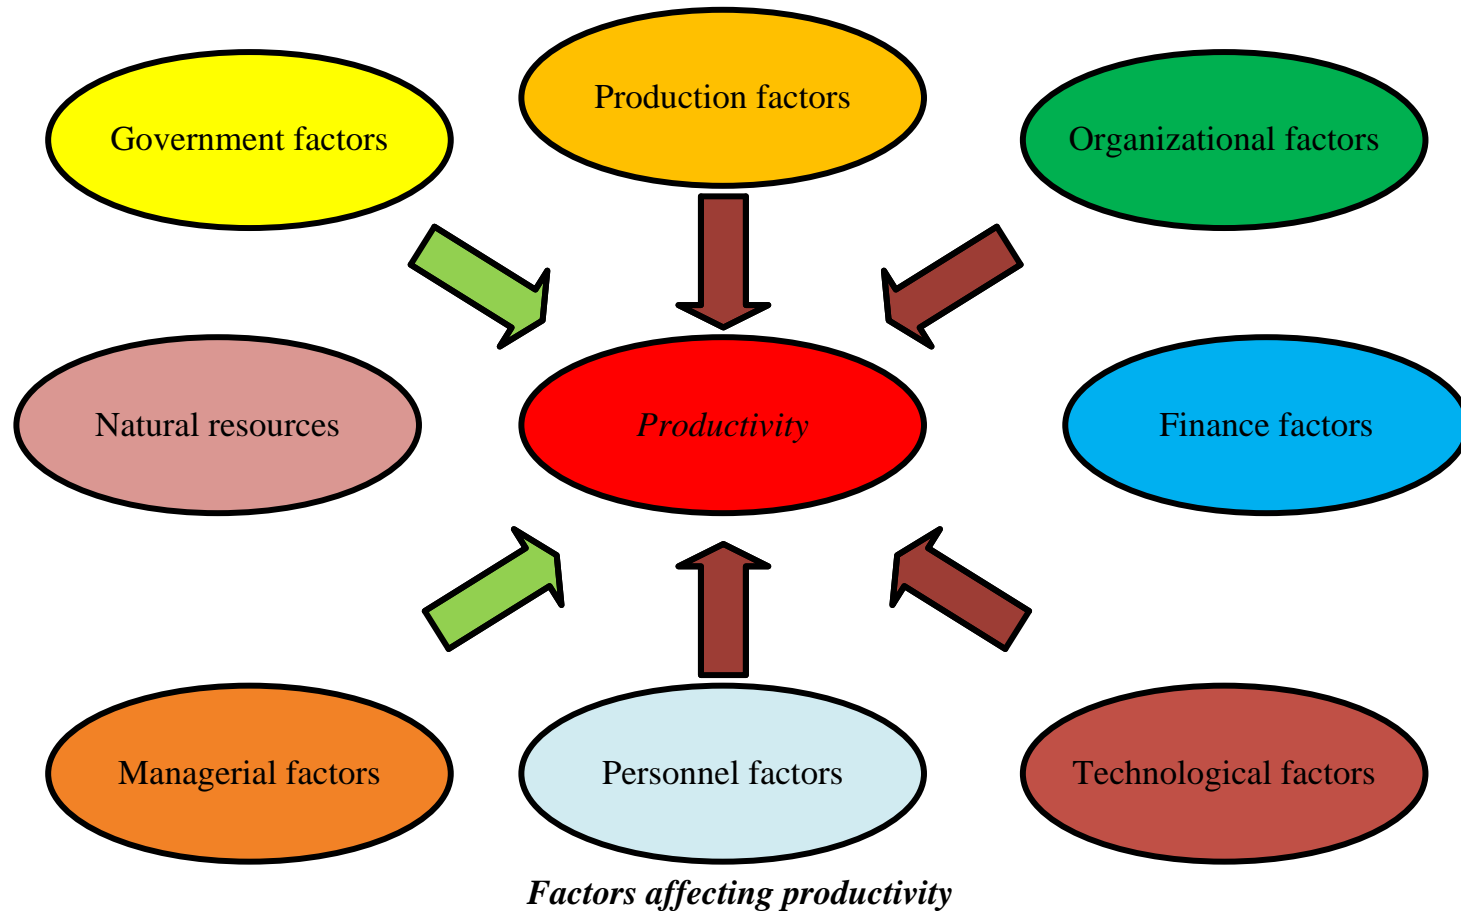 Production factors
Government factors
Organizational factors
Natural resources
Productivity
Finance factors
Managerial factors
Personnel factors
Technological factors
Factors affecting productivity